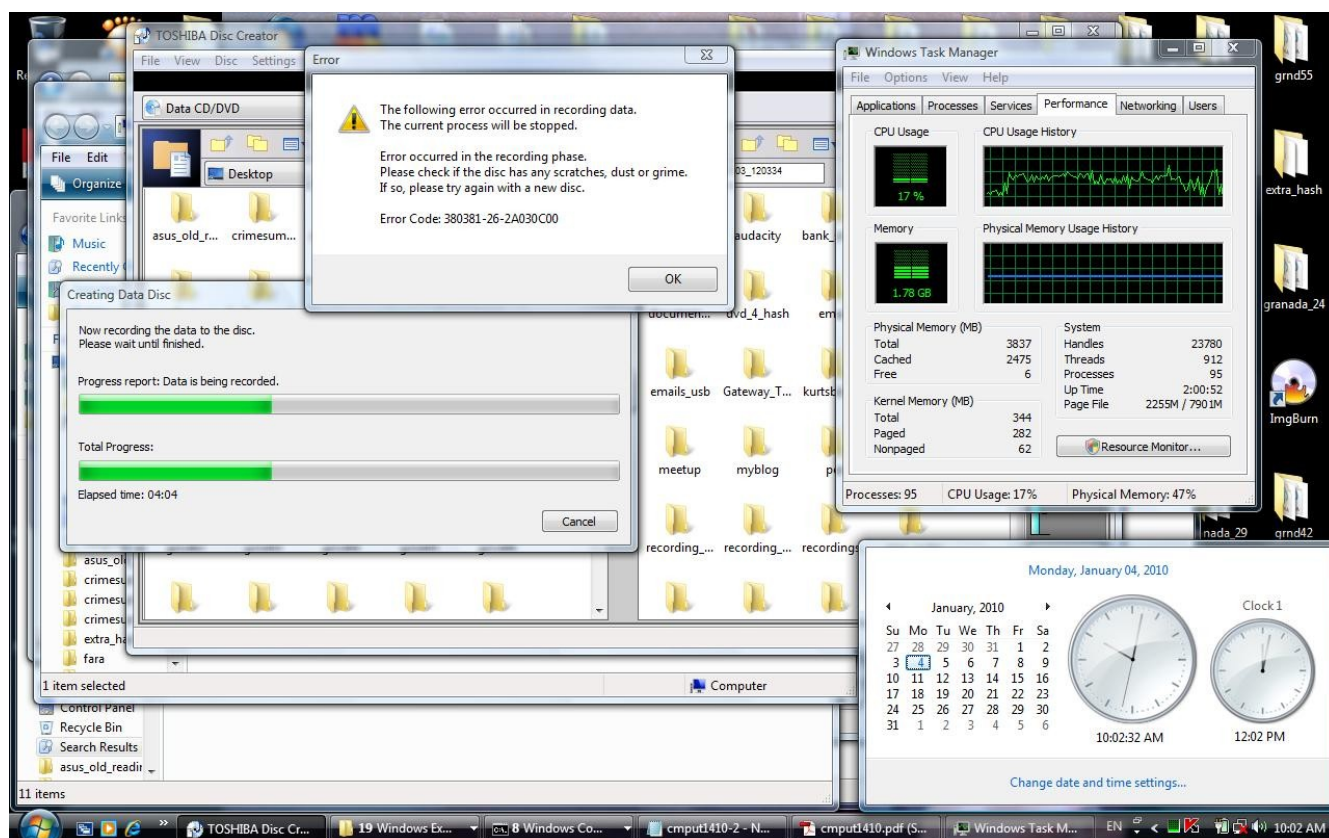 TOSHIBA Disc Creator
File View Disc Settings
Data CD/DVD
Desktop
03_120334
asus_old_r... crimesum...
audacity bank_
documen... dvd_4_hash em
emails_usb Gateway_T... kurtsb
meetup myblog
recording_... recording_... recordings
Error
The following error occurred in recording data.
The current process will be stopped.
Error occurred in the recording phase.
Please check if the disc has any scratches, dust or grime.
If so, please try again with a new disc.
Error Code: 380381-26-2A030C00
OK
Creating Data Disc
Now recording the data to the disc.
Please wait until finished.
Progress report: Data is being recorded.
Total Progress:
Elapsed time: 04:04
Cancel
File Edit
Organize
Favorite Links
Music
Recently
asus_old
crimesu
crimesu
crimesu
extra_ha
fara
1 item selected
Computer
Control Panel
Recycle Bin
Search Results
asus_old_readin
11 items
Windows Task Manager
File Options View Help
Applications Processes Services Performance Networking Users
CPU Usage CPU Usage History
17 %
Memory Physical Memory Usage History
1.78 GB
Physical Memory (MB)
Total 3837
Cached 2475
Free 6
Kernel Memory (MB)
Total 344
Paged 282
Nonpaged 62
System
Handles 23780
Threads 912
Processes 95
Up Time 2:00:52
Page File 2255M / 7901M
Resource Monitor...
Processes: 95 CPU Usage: 17% Physical Memory: 47%
grnd55
extra_hash
granada_24
ImgBurn
nada_29 grnd42
Monday, January 04, 2010
January, 2010
Su Mo Tu We Th Fr Sa
27 28 29 30 31 1 2
3 4 5 6 7 8 9
10 11 12 13 14 15 16
17 18 19 20 21 22 23
24 25 26 27 28 29 30
31 1 2 3 4 5 6
10:02:32 AM
Clock 1
12:02 PM
Change date and time settings...
TOSHIBA Disc Cr... 19 Windows Ex... 8 Windows Co... cmput1410-2 - N... cmput1410.pdf (S... Windows Task M... EN 10:02 AM